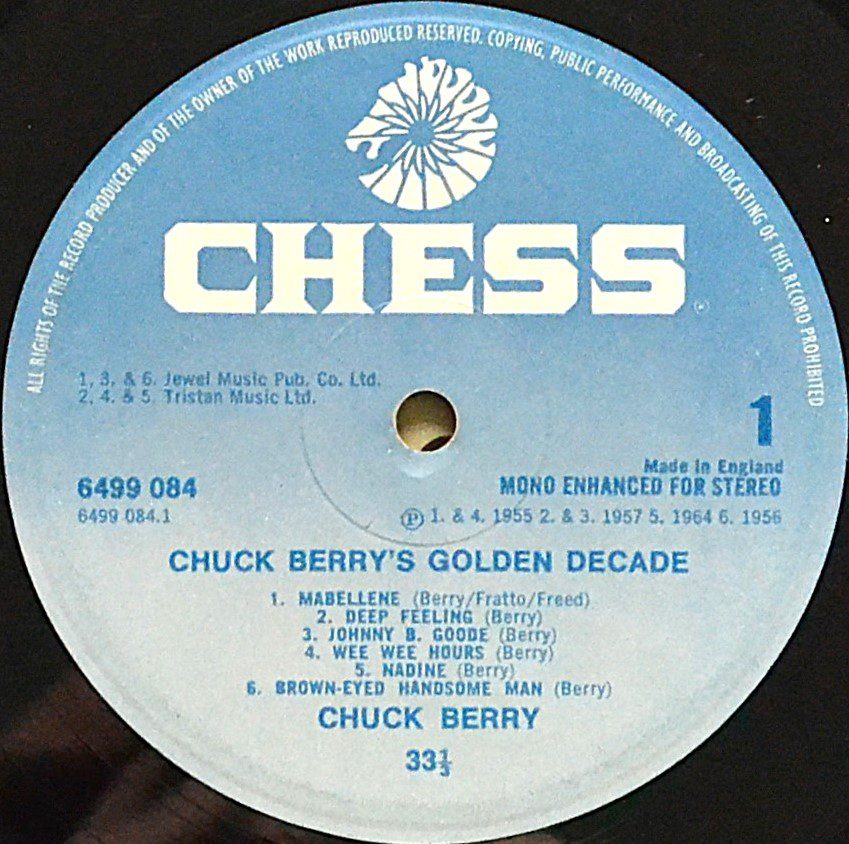 ALL RIGHTS OF THE RECORD PRODUCER AND OF THE OWNER OF THE WORK REPRODUCED RESERVED. COPYING, PUBLIC PERFORMANCE AND BROADCASTING OF THIS RECORD PROHIBITED
CHESS
1, 3, & 6. Jewel Music Pub. Co. Ltd.
2, 4, & 5. Tristan Music Ltd.
1
Made in England
6499 084
MONO ENHANCED FOR STEREO
6499 084.1
Ⓟ 1. & 4. 1955 2. & 3. 1957 5. 1964 6. 1956
CHUCK BERRY'S GOLDEN DECADE
1. MABELLENE (Berry/Fratto/Freed)
2. DEEP FEELING (Berry)
3. JOHNNY B. GOODE (Berry)
4. WEE WEE HOURS (Berry)
5. NADINE (Berry)
6. BROWN-EYED HANDSOME MAN (Berry)
CHUCK BERRY
33⅓